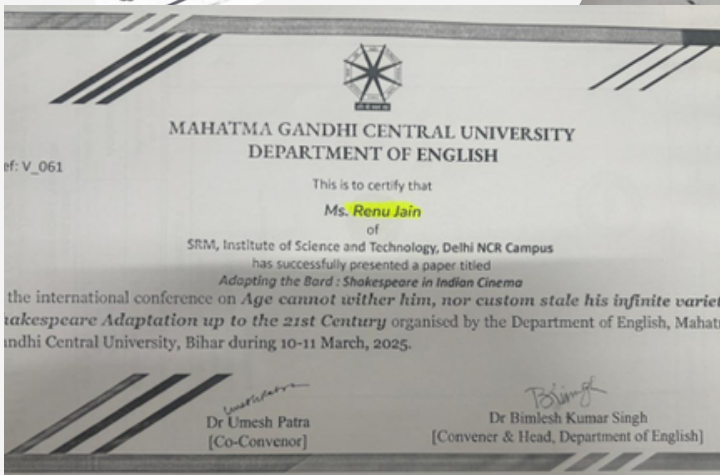 ef: V_061
MAHATMA GANDHI CENTRAL UNIVERSITY
DEPARTMENT OF ENGLISH
This is to certify that
Ms. Renu Jain
of
SRM, Institute of Science and Technology, Delhi NCR Campus
has successfully presented a paper titled
Adapting the Bard : Shakespeare in Indian Cinema
the international conference on Age cannot wither him, nor custom stale his infinite variet
akespeare Adaptation up to the 21st Century organised by the Department of English, Mahat
ndhi Central University, Bihar during 10-11 March, 2025.
Dr Umesh Patra
[Co-Convenor]
Dr Bimlesh Kumar Singh
[Convener & Head, Department of English]